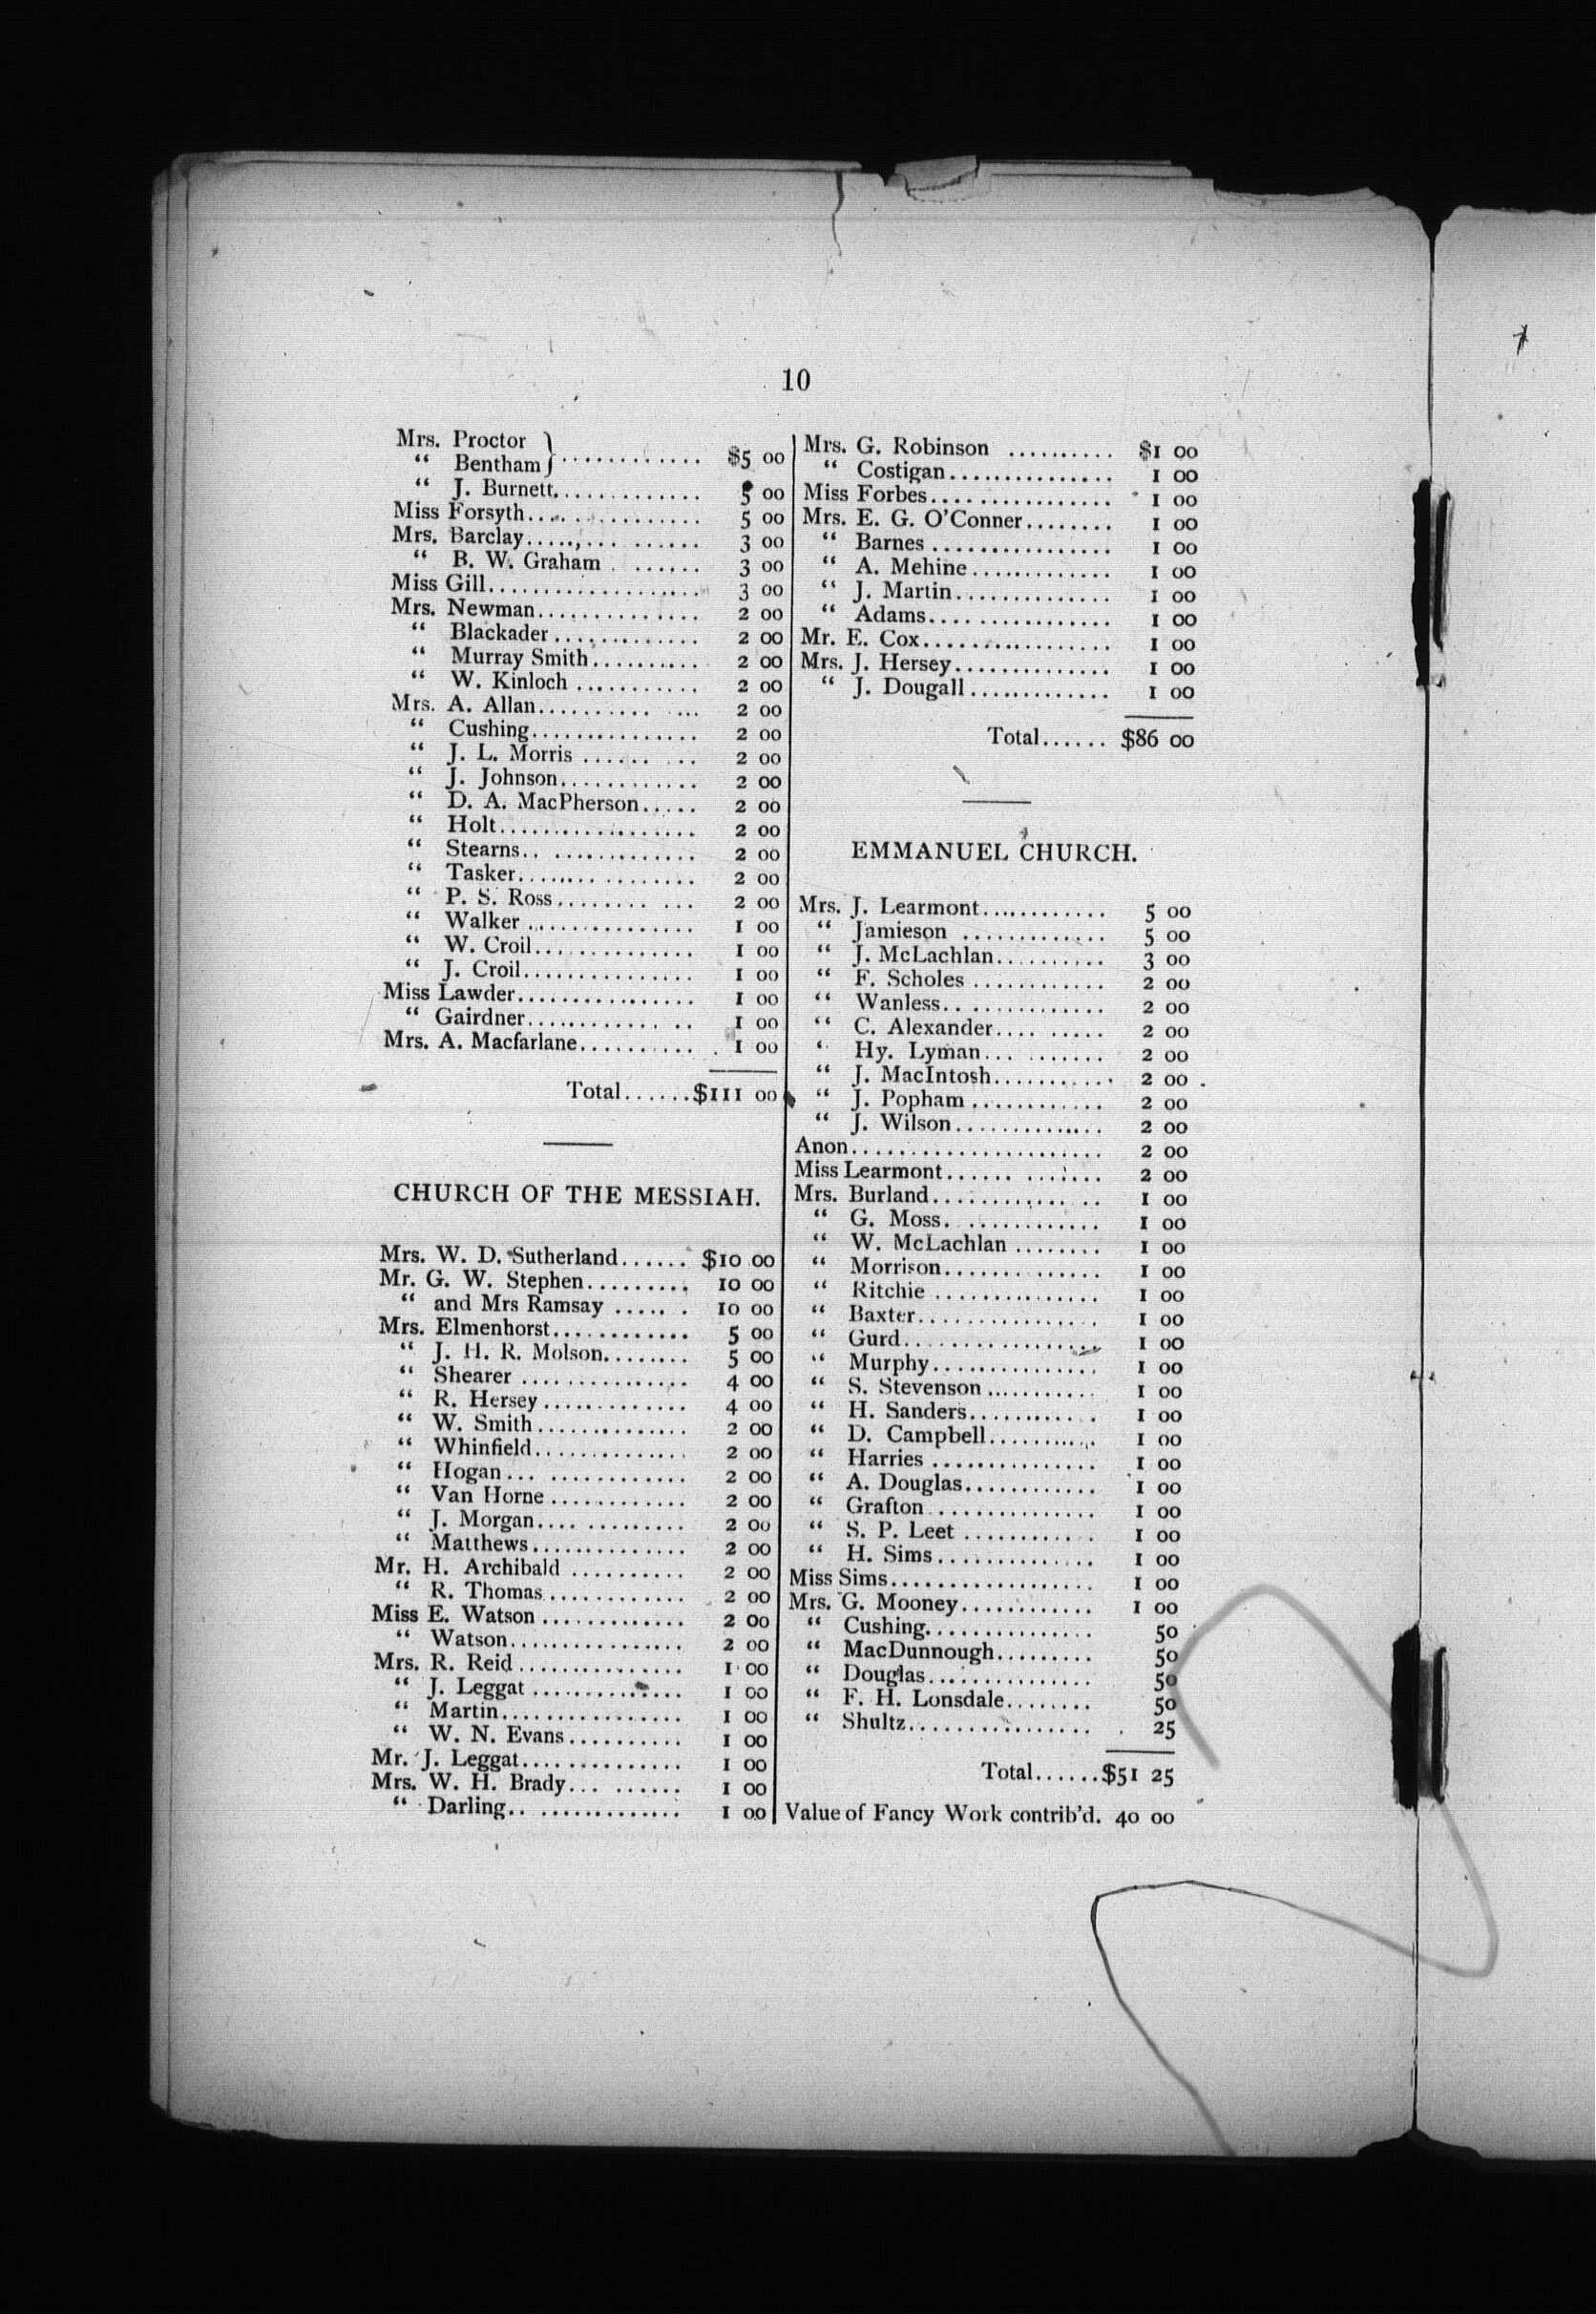 10
Mrs. Proctor }
“ Bentham } ............ $5 00
“ J. Burnett............. 5 00
Miss Forsyth............... 5 00
Mrs. Barclay............... 3 00
“ B. W. Graham ....... 3 00
Miss Gill.................. 3 00
Mrs. Newman.............. 2 00
“ Blackader............. 2 00
“ Murray Smith.......... 2 00
“ W. Kinloch ........... 2 00
Mrs. A. Allan.............. 2 00
“ Cushing.............. 2 00
“ J. L. Morris ......... 2 00
“ J. Johnson............ 2 00
“ D. A. MacPherson..... 2 00
“ Holt.................. 2 00
“ Stearns............... 2 00
“ Tasker................ 2 00
“ P. S. Ross............ 2 00
“ Walker ............... 1 00
“ W. Croil.............. 1 00
“ J. Croil............... 1 00
Miss Lawder................ 1 00
“ Gairdner.............. 1 00
Mrs. A. Macfarlane.......... 1 00
Total......$111 00
CHURCH OF THE MESSIAH.
Mrs. W. D. Sutherland...... $10 00
Mr. G. W. Stephen......... 10 00
“ and Mrs Ramsay ...... 10 00
Mrs. Elmenhorst............ 5 00
“ J. H. R. Molson........ 5 00
“ Shearer ............... 4 00
“ R. Hersey............. 4 00
“ W. Smith.............. 2 00
“ Whinfield............. 2 00
“ Hogan............... 2 00
“ Van Horne............ 2 00
“ J. Morgan............. 2 00
“ Matthews.............. 2 00
Mr. H. Archibald .......... 2 00
“ R. Thomas............ 2 00
Miss E. Watson ............. 2 00
“ Watson................ 2 00
Mrs. R. Reid............... 1 00
“ J. Leggat .............. 1 00
“ Martin................ 1 00
“ W. N. Evans.......... 1 00
Mr. J. Leggat............... 1 00
Mrs. W. H. Brady.......... 1 00
“ Darling............... 1 00
Mrs. G. Robinson .......... $1 00
“ Costigan.............. 1 00
Miss Forbes................ 1 00
Mrs. E. G. O’Conner........ 1 00
“ Barnes............... 1 00
“ A. Mehine............ 1 00
“ J. Martin............. 1 00
“ Adams............... 1 00
Mr. E. Cox................. 1 00
Mrs. J. Hersey............. 1 00
“ J. Dougall............ 1 00
Total...... $86 00
EMMANUEL CHURCH.
Mrs. J. Learmont............ 5 00
“ Jamieson ............. 5 00
“ J. McLachlan.......... 3 00
“ F. Scholes ............ 2 00
“ Wanless.............. 2 00
“ C. Alexander.......... 2 00
“ Hy. Lyman.......... 2 00
“ J. MacIntosh........... 2 00
“ J. Popham............ 2 00
“ J. Wilson............. 2 00
Anon...................... 2 00
Miss Learmont............. 2 00
Mrs. Burland.............. 1 00
“ G. Moss............. 1 00
“ W. McLachlan ........ 1 00
“ Morrison.............. 1 00
“ Ritchie ............... 1 00
“ Baxter................ 1 00
“ Gurd................. 1 00
“ Murphy............... 1 00
“ S. Stevenson........... 1 00
“ H. Sanders............ 1 00
“ D. Campbell.......... 1 00
“ Harries ............... 1 00
“ A. Douglas............ 1 00
“ Grafton............... 1 00
“ S. P. Leet ............ 1 00
“ H. Sims.............. 1 00
Miss Sims.................. 1 00
Mrs. G. Mooney............ 1 00
“ Cushing............... 50
“ MacDunnough......... 50
“ Douglas............... 50
“ F. H. Lonsdale........ 50
“ Shultz................ 25
Total......$51 25
Value of Fancy Work contrib’d. 40 00